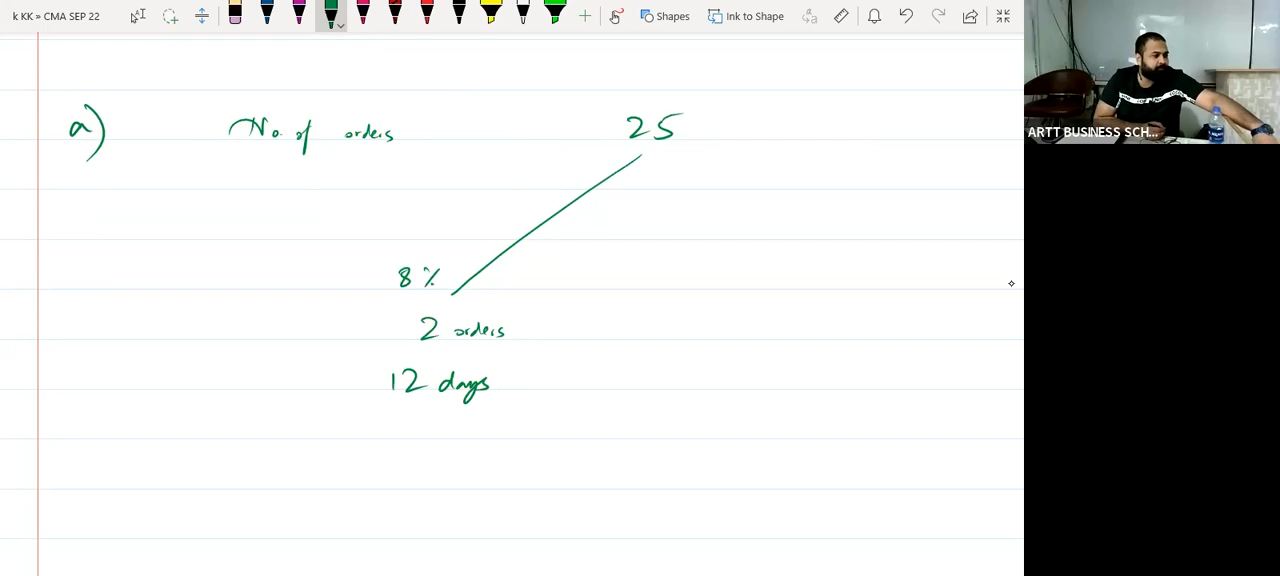 k KK » CMA SEP 22
Shapes
Ink to Shape
ARTT BUSINESS SCH...
a) No. of orders 25
8%
2 orders
12 days